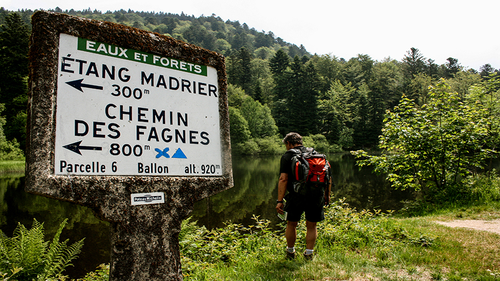 EAUX ET FORETS
ÉTANG MADRIER
300m
CHEMIN
DES FAGNES
800m
Parcelle 6 Ballon alt. 920m